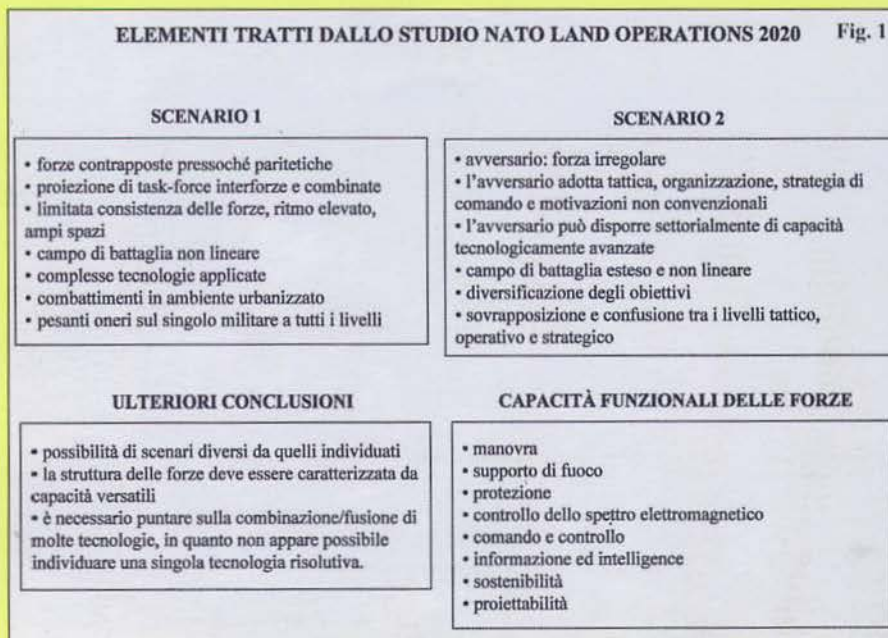 ELEMENTI TRATTI DALLO STUDIO NATO LAND OPERATIONS 2020 Fig. 1
SCENARIO 1
• forze contrapposte pressoché paritetiche
• proiezione di task-force interforze e combinate
• limitata consistenza delle forze, ritmo elevato,
ampi spazi
• campo di battaglia non lineare
• complesse tecnologie applicate
• combattimenti in ambiente urbanizzato
• pesanti oneri sul singolo militare a tutti i livelli
SCENARIO 2
• avversario: forza irregolare
• l'avversario adotta tattica, organizzazione, strategia di
comando e motivazioni non convenzionali
• l'avversario può disporre settorialmente di capacità
tecnologicamente avanzate
• campo di battaglia esteso e non lineare
• diversificazione degli obiettivi
• sovrapposizione e confusione tra i livelli tattico,
operativo e strategico
ULTERIORI CONCLUSIONI
• possibilità di scenari diversi da quelli individuati
• la struttura delle forze deve essere caratterizzata da
capacità versatili
• è necessario puntare sulla combinazione/fusione di
molte tecnologie, in quanto non appare possibile
individuare una singola tecnologia risolutiva.
CAPACITÀ FUNZIONALI DELLE FORZE
• manovra
• supporto di fuoco
• protezione
• controllo dello spettro elettromagnetico
• comando e controllo
• informazione ed intelligence
• sostenibilità
• proiettabilità